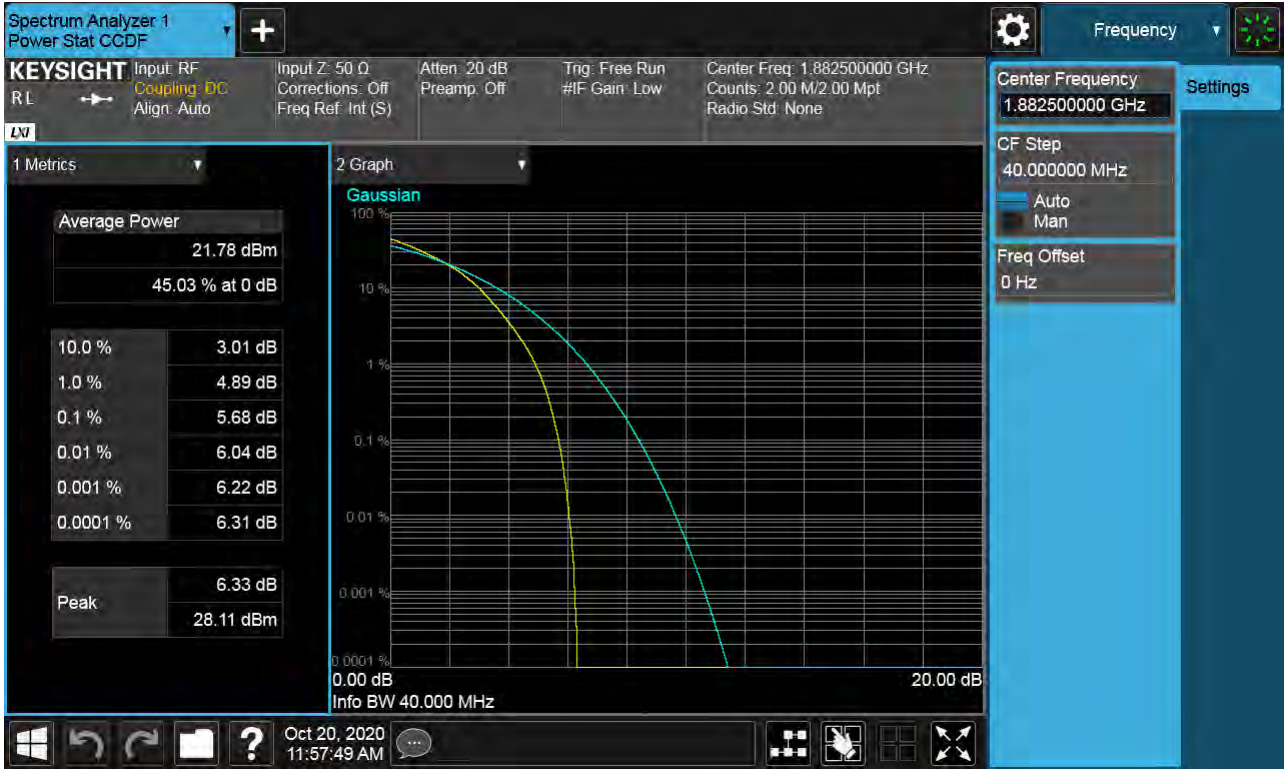 Spectrum Analyzer 1
Power Stat CCDF
+
Frequency
KEYSIGHT
RL
LXI
Input: RF
Coupling: DC
Align: Auto
Input Z: 50 Ω
Corrections: Off
Freq Ref: Int (S)
Atten: 20 dB
Preamp: Off
Trig: Free Run
#IF Gain: Low
Center Freq: 1.882500000 GHz
Counts: 2.00 M/2.00 Mpt
Radio Std: None
Center Frequency
1.882500000 GHz
Settings
CF Step
40.000000 MHz
Auto
Man
Freq Offset
0 Hz
1 Metrics
Average Power
21.78 dBm
45.03 % at 0 dB
10.0 % 3.01 dB
1.0 % 4.89 dB
0.1 % 5.68 dB
0.01 % 6.04 dB
0.001 % 6.22 dB
0.0001 % 6.31 dB
Peak
6.33 dB
28.11 dBm
2 Graph
Gaussian
100 %
10 %
1 %
0.1 %
0.01 %
0.001 %
0.0001 %
0.00 dB 20.00 dB
Info BW 40.000 MHz
?
Oct 20, 2020
11:57:49 AM